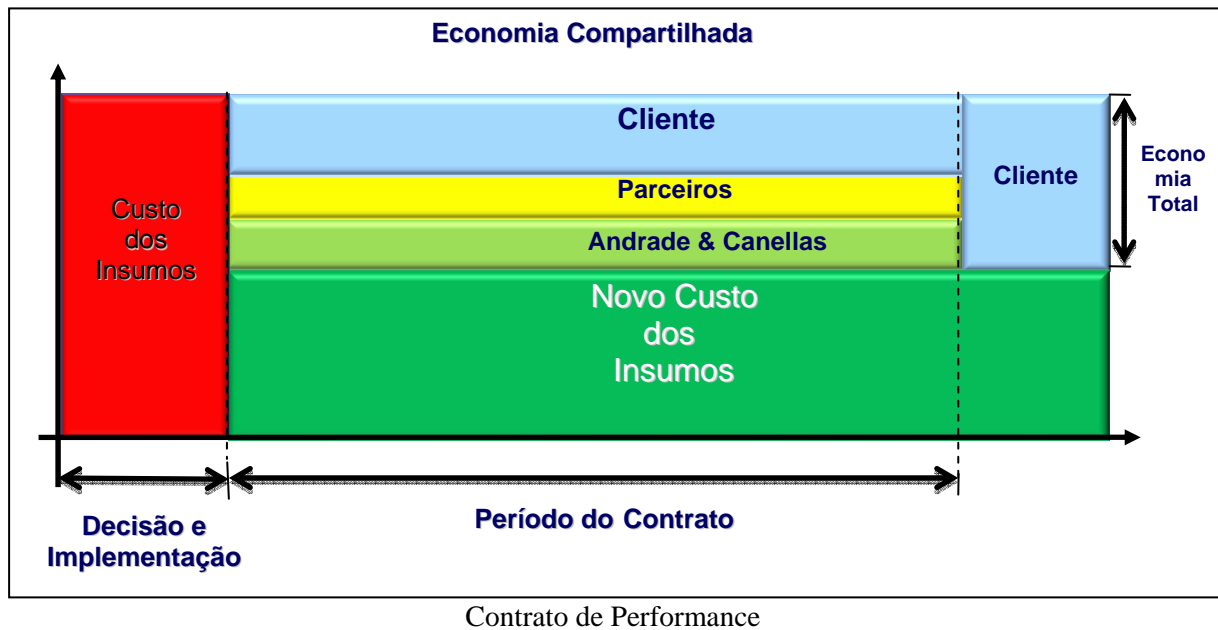 Economia Compartilhada
Custo
dos
Insumos
Cliente
Parceiros
Andrade & Canellas
Novo Custo
dos
Insumos
Cliente
Econo
mia
Total
Decisão e
Implementação
Período do Contrato
Contrato de Performance